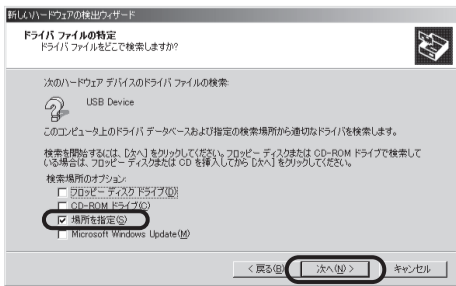 新しいハードウェアの検出ウィザード
ドライバ ファイルの特定
ドライバ ファイルをどこで検索しますか?
次のハードウェア デバイスのドライバ ファイルの検索:
USB Device
このコンピュータ上のドライバ データベースおよび指定の検索場所から適切なドライバを検索します。
検索を開始するには、[次へ] をクリックしてください。フロッピー ディスクまたは CD-ROM ドライブで検索して
いる場合は、フロッピー ディスクまたは CD を挿入してから [次へ] をクリックしてください。
検索場所のオプション:
フロッピー ディスク ドライブ(D)
CD-ROM ドライブ(C)
場所を指定(S)
Microsoft Windows Update(M)
< 戻る(B)
次へ(N) >
キャンセル